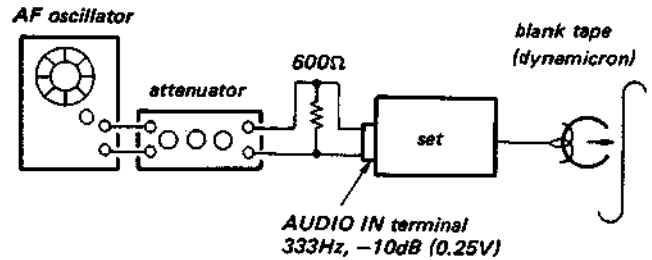 AF oscillator
blank tape
(dynamicron)
600Ω
attenuator
set
AUDIO IN terminal
333Hz, −10dB (0.25V)